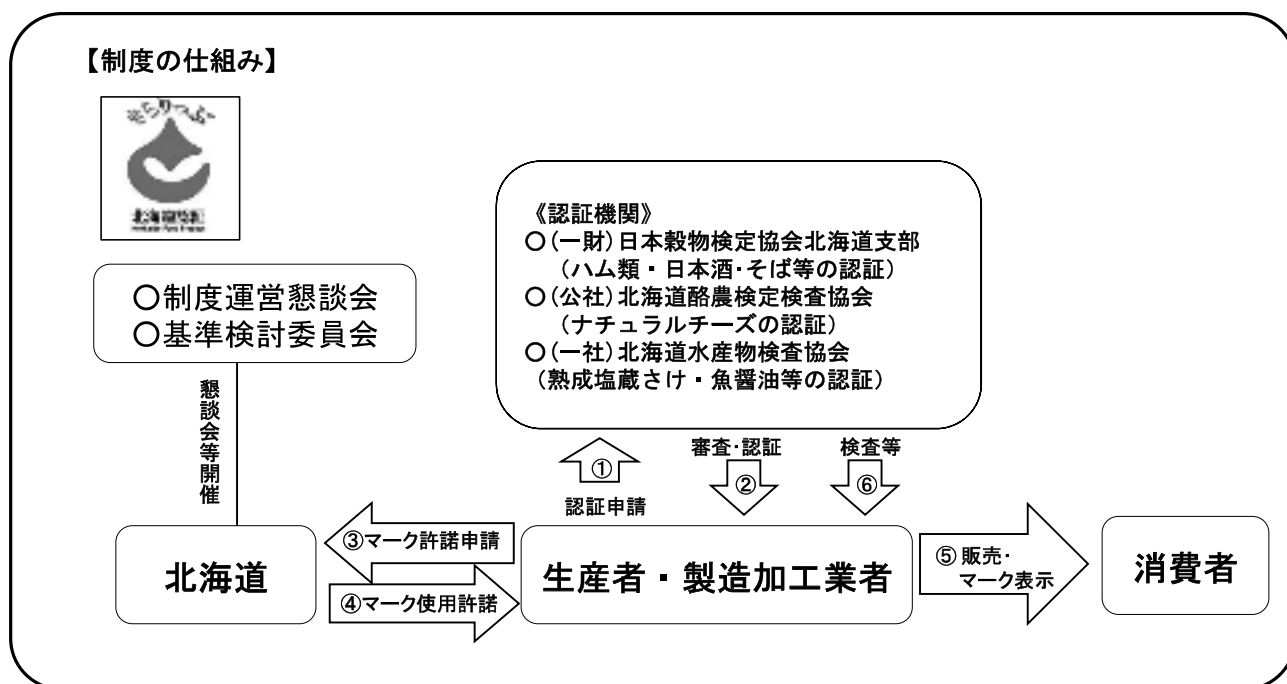 【制度の仕組み】
きらりっぷ
北海道認証
○制度運営懇談会
○基準検討委員会
懇談会等開催
《認証機関》
○(一財)日本穀物検定協会北海道支部
(ハム類・日本酒・そば等の認証)
○(公社)北海道酪農検定検査協会
(ナチュラルチーズの認証)
○(一社)北海道水産物検査協会
(熟成塩蔵さけ・魚醤油等の認証)
①
認証申請
審査・認証
②
検査等
⑥
北海道
③マーク許諾申請
④マーク使用許諾
生産者・製造加工業者
⑤販売・
マーク表示
消費者